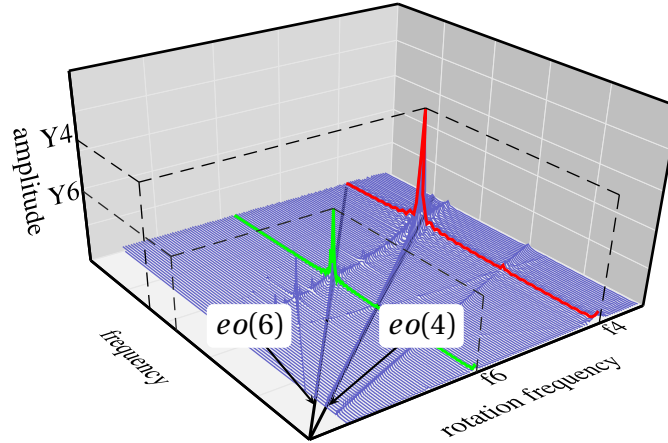 Y4
Y6
amplitude
eo(6)
eo(4)
frequency
f6
f4
rotation frequency